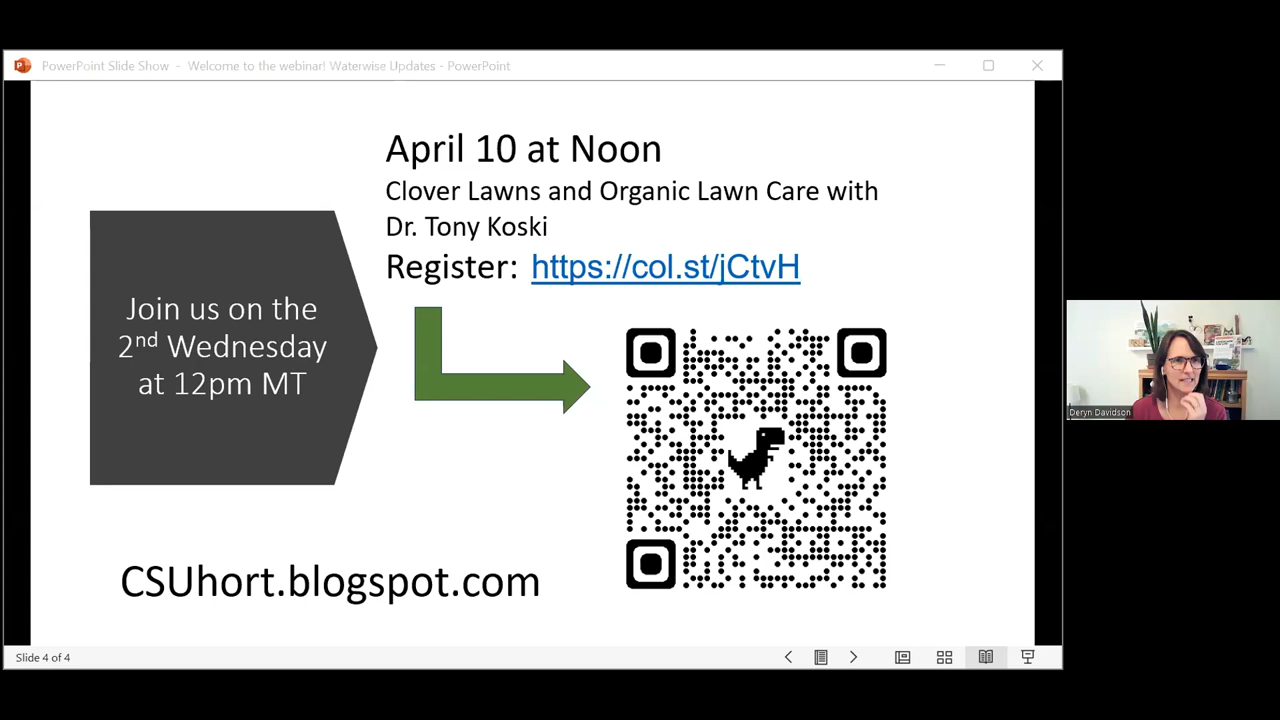 PowerPoint Slide Show - Welcome to the webinar! Waterwise Updates - PowerPoint
April 10 at Noon
Clover Lawns and Organic Lawn Care with
Dr. Tony Koski
Register: https://col.st/jCtvH
Join us on the
2nd Wednesday
at 12pm MT
CSUhort.blogspot.com
Deryn Davidson
Slide 4 of 4